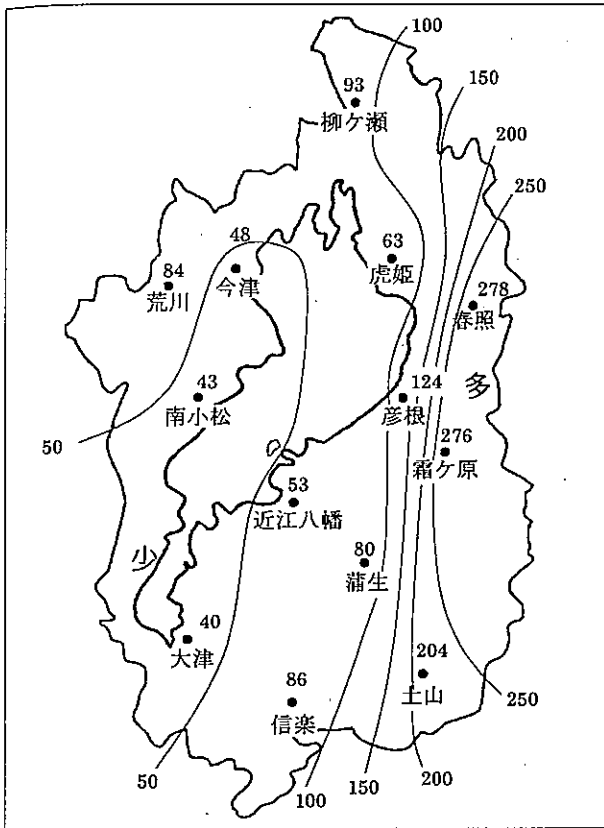 100
93
柳ケ瀬
150
200
250
48
今津
84
荒川
63
虎姫
278
春照
多
43
南小松
124
彦根
50
276
霜ケ原
53
近江八幡
80
蒲生
少
40
大津
204
土山
86
信楽
250
50
100
150
200